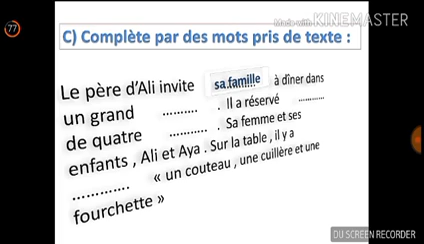 77
Made with KINEMASTER
C) Complète par des mots pris de texte :
Le père d'Ali invite sa famille à dîner dans
un grand .......... . Il a réservé ............
de quatre ........... . Sa femme et ses
enfants , Ali et Aya . Sur la table , il y a
............. « un couteau , une cuillère et une
fourchette »
DU SCREEN RECORDER